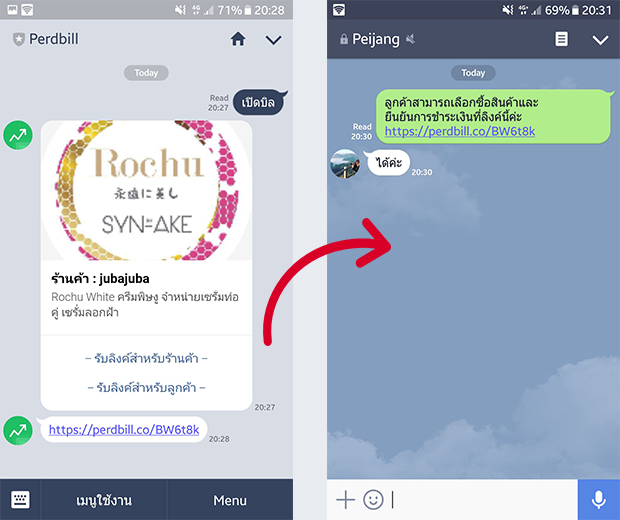 71% 20:28
Perdbill
Today
Read
20:27
เปิดบิล
Rochu
永遠に美し
SYN-AKE
ร้านค้า : jubajuba
Rochu White ครีมพิษงู จำหน่ายเซรั่มท่อ
คู่ เซรั่มลอกฝ้า
– รับลิงค์สำหรับร้านค้า –
– รับลิงค์สำหรับลูกค้า –
20:27
https://perdbill.co/BW6t8k
20:28
เมนูใช้งาน
Menu
4G+ 69% 20:31
Peijang
Today
ลูกค้าสามารถเลือกซื้อสินค้าและ
ยืนยันการชำระเงินที่ลิงค์นี้ค่ะ
https://perdbill.co/BW6t8k
Read
20:30
ได้ค่ะ
20:30